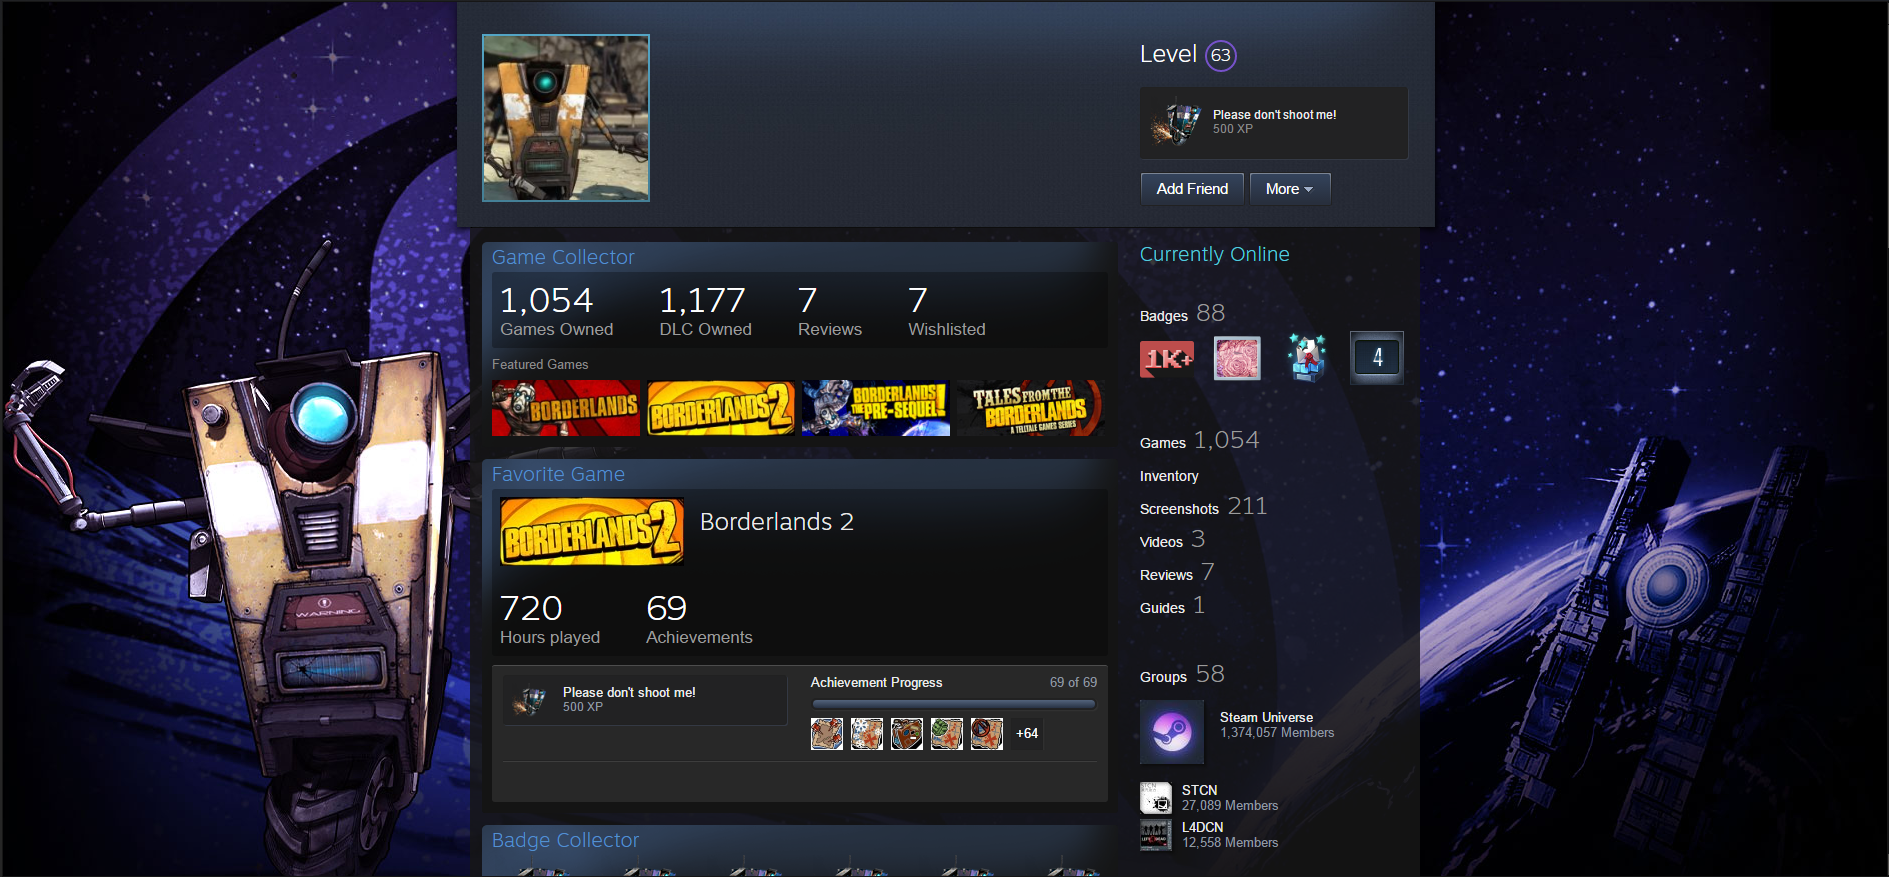 Level 63
Please don't shoot me!
500 XP
Add Friend
More
Game Collector
1,054
Games Owned
1,177
DLC Owned
7
Reviews
7
Wishlisted
Featured Games
BORDERLANDS
BORDERLANDS 2
BORDERLANDS
THE PRE-SEQUEL!
TALES FROM THE
BORDERLANDS
A TELLTALE GAMES SERIES
Favorite Game
BORDERLANDS 2
Borderlands 2
720
Hours played
69
Achievements
Please don't shoot me!
500 XP
Achievement Progress
69 of 69
+64
Badge Collector
Currently Online
Badges 88
1K+
4
Games 1,054
Inventory
Screenshots 211
Videos 3
Reviews 7
Guides 1
Groups 58
Steam Universe
1,374,057 Members
STCN
27,089 Members
L4DCN
12,558 Members
WARNING